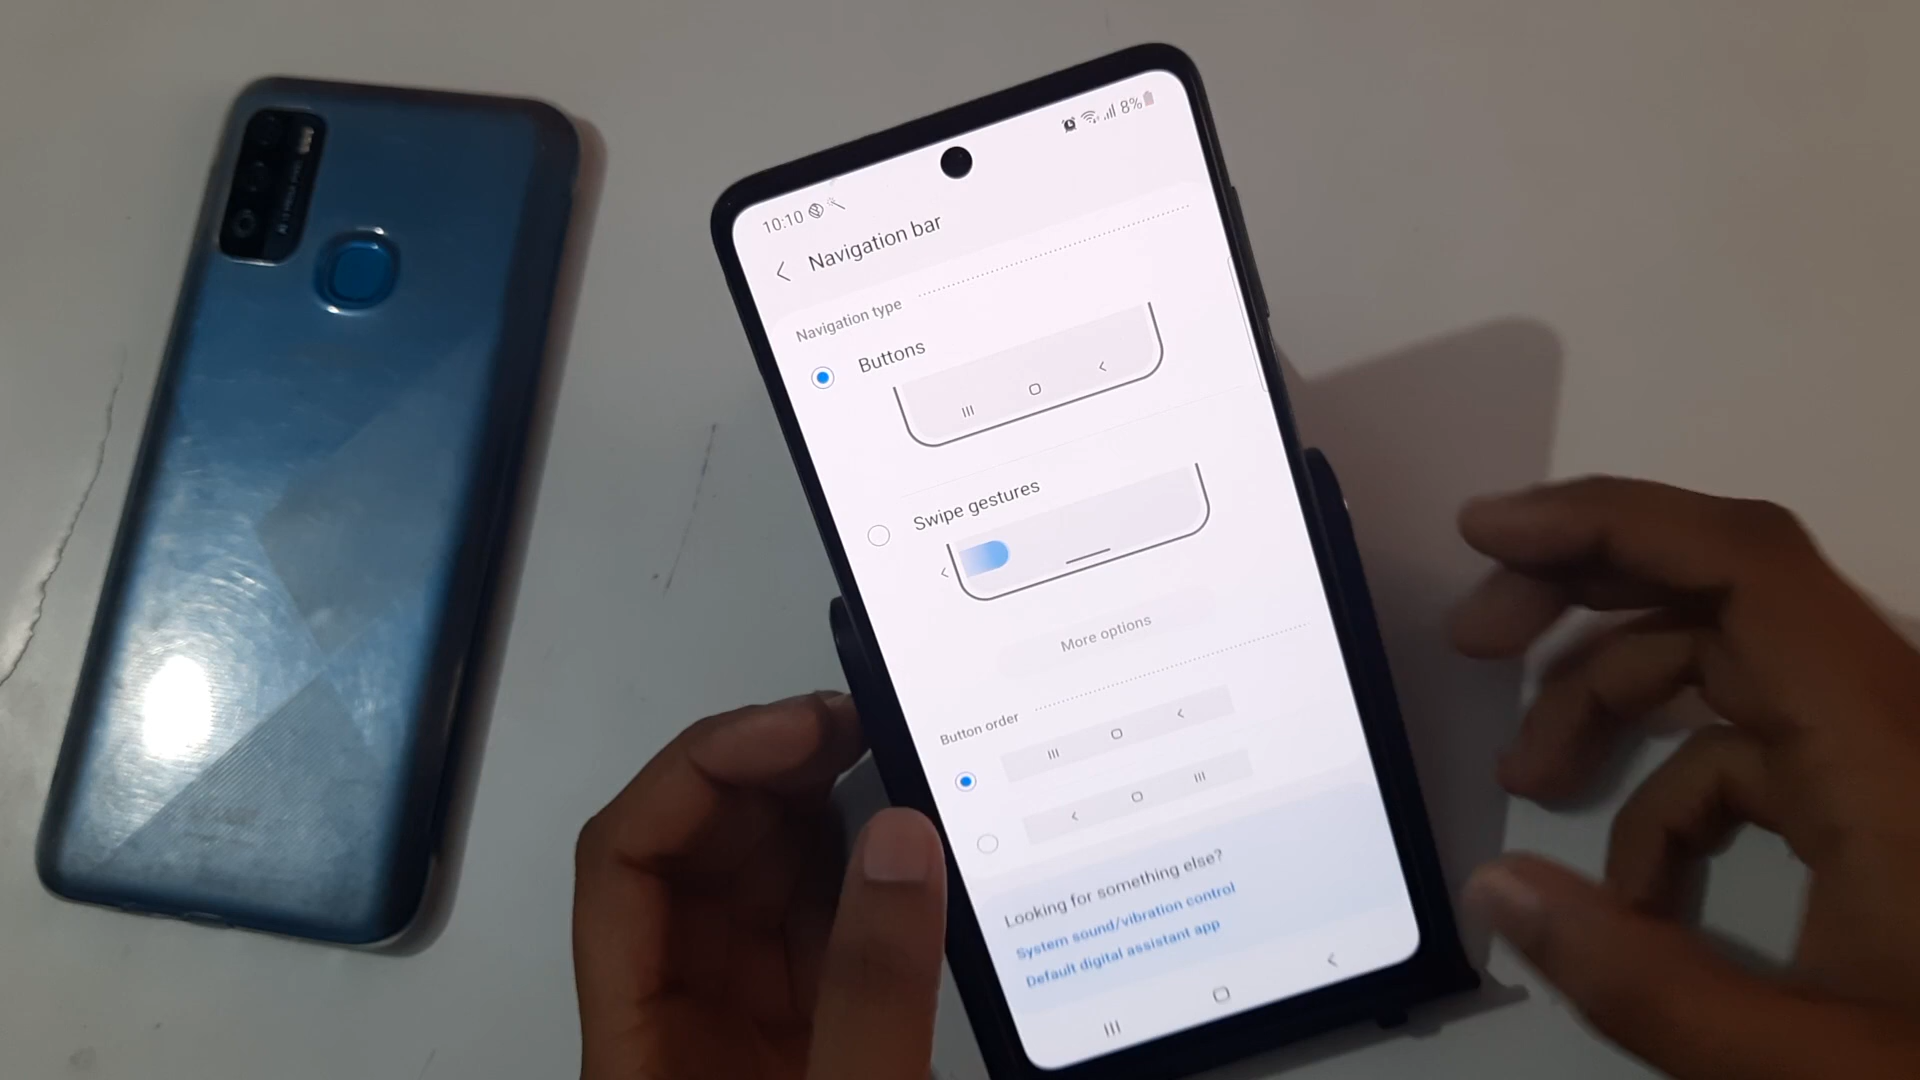 8%
10:10
Navigation bar
Navigation type
Buttons
Swipe gestures
More options
Button order
Looking for something else?
System sound/vibration control
Default digital assistant app